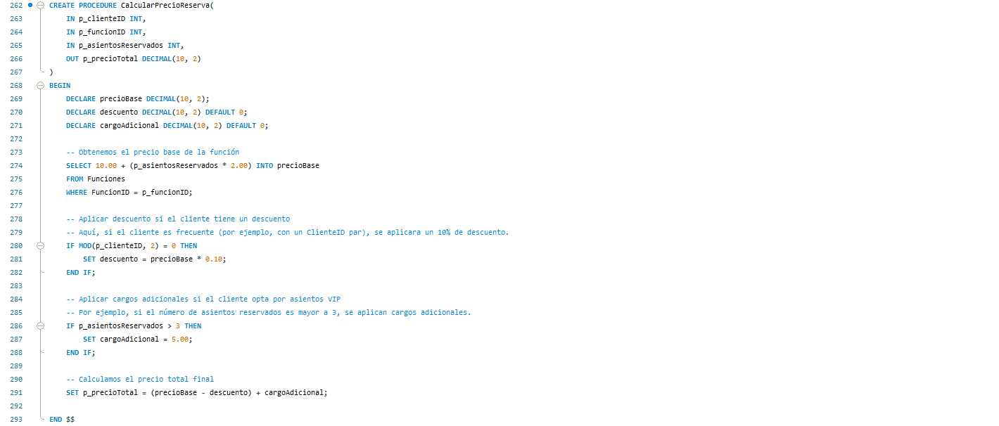 262 CREATE PROCEDURE CalcularPrecioReserva(
263 IN p_clienteID INT,
264 IN p_funcionID INT,
265 IN p_asientosReservados INT,
266 OUT p_precioTotal DECIMAL(10, 2)
267 )
268 BEGIN
269 DECLARE precioBase DECIMAL(10, 2);
270 DECLARE descuento DECIMAL(10, 2) DEFAULT 0;
271 DECLARE cargoAdicional DECIMAL(10, 2) DEFAULT 0;
272
273 -- Obtenemos el precio base de la función
274 SELECT 10.00 + (p_asientosReservados * 2.00) INTO precioBase
275 FROM Funciones
276 WHERE FuncionID = p_funcionID;
277
278 -- Aplicar descuento si el cliente tiene un descuento
279 -- Aquí, si el cliente es frecuente (por ejemplo, con un ClienteID par), se aplicara un 10% de descuento.
280 IF MOD(p_clienteID, 2) = 0 THEN
281 SET descuento = precioBase * 0.10;
282 END IF;
283
284 -- Aplicar cargos adicionales si el cliente opta por asientos VIP
285 -- Por ejemplo, si el número de asientos reservados es mayor a 3, se aplican cargos adicionales.
286 IF p_asientosReservados > 3 THEN
287 SET cargoAdicional = 5.00;
288 END IF;
289
290 -- Calculamos el precio total final
291 SET p_precioTotal = (precioBase - descuento) + cargoAdicional;
292
293 END $$